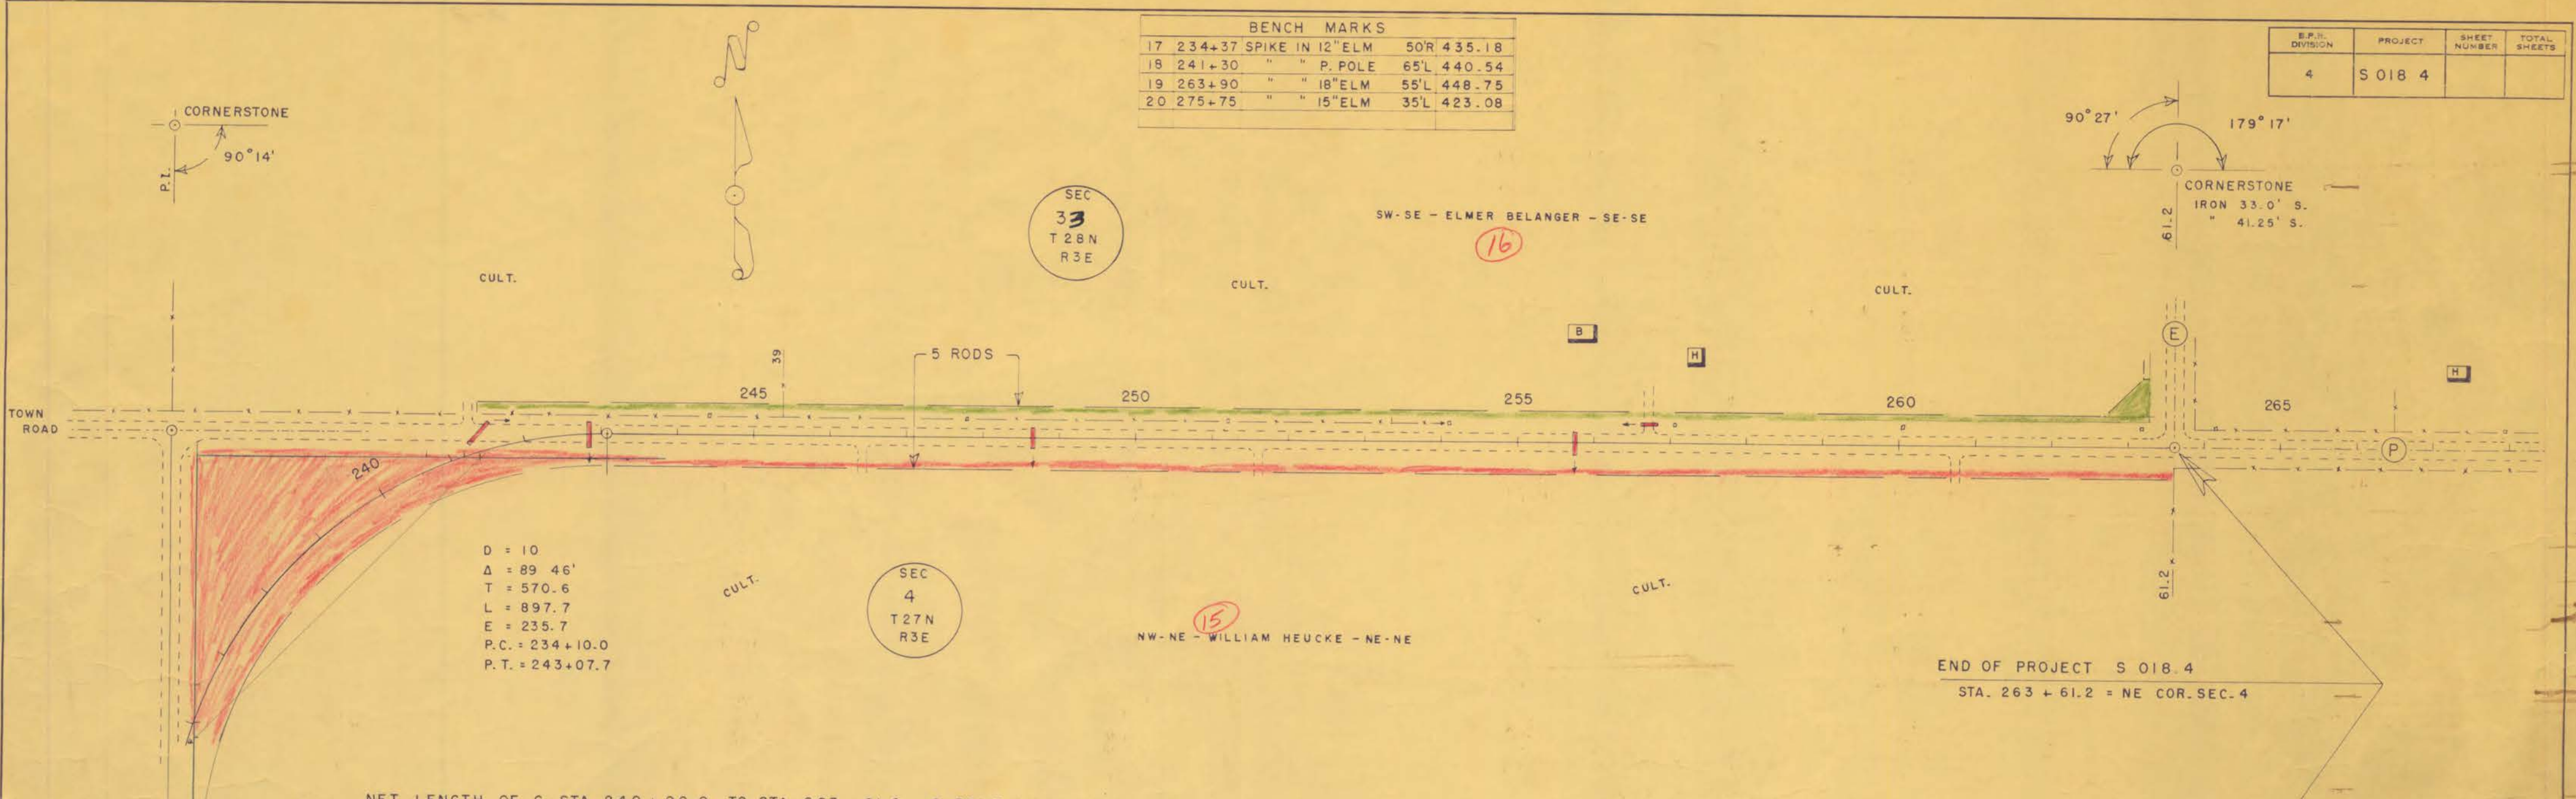 BENCH MARKS
17 234+37 SPIKE IN 12"ELM 50'R 435.18
18 241+30 " " P. POLE 65'L 440.54
19 263+90 " " 18"ELM 55'L 448.75
20 275+75 " " 15"ELM 35'L 423.08
B.P.R. DIVISION PROJECT SHEET NUMBER TOTAL SHEETS
4 S 018 4
N
CORNERSTONE
90°14'
P.L.
90°27'
179°17'
CORNERSTONE
IRON 33.0' S.
" 41.25' S.
61.2
SEC
33
T 28N
R3E
SW-SE - ELMER BELANGER - SE-SE
16
CULT.
CULT.
CULT.
B
H
E
H
39
5 RODS
245
250
255
260
265
TOWN
ROAD
P
240
D = 10
Δ = 89 46'
T = 570.6
L = 897.7
E = 235.7
P.C. = 234+10.0
P.T. = 243+07.7
CULT.
SEC
4
T27N
R3E
15
NW-NE - WILLIAM HEUCKE - NE-NE
CULT.
61.2
END OF PROJECT S 018.4
STA. 263 + 61.2 = NE COR. SEC. 4
NET LENGTH OF